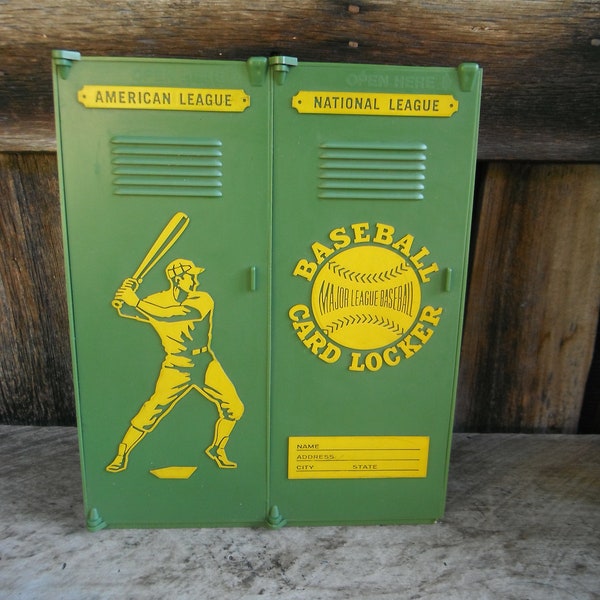 OPEN HERE
AMERICAN LEAGUE
NATIONAL LEAGUE
BASEBALL
MAJOR LEAGUE BASEBALL
CARD LOCKER
NAME
ADDRESS
CITY STATE